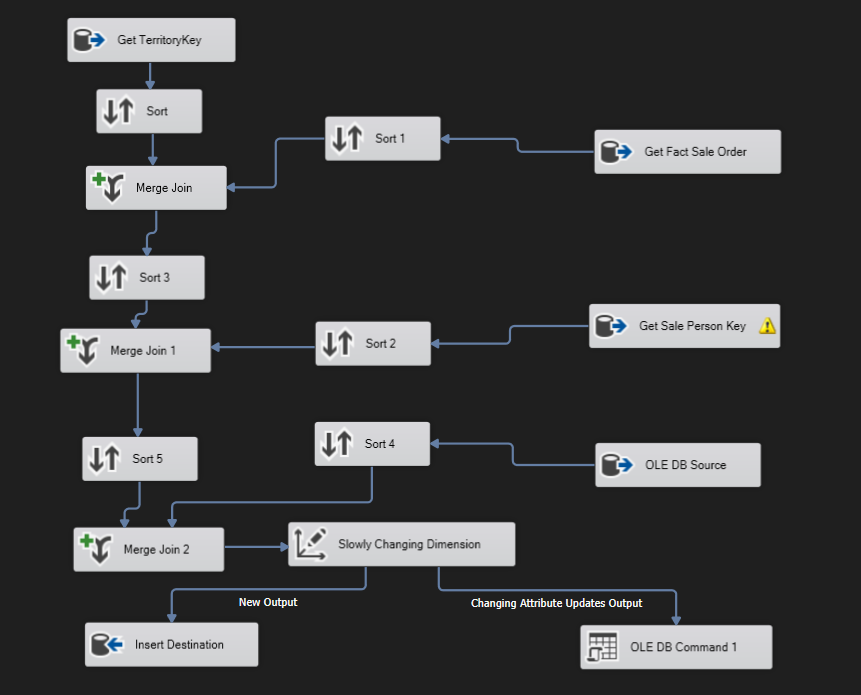 Get TerritoryKey
Sort
Sort 1
Get Fact Sale Order
Merge Join
Sort 3
Get Sale Person Key
Merge Join 1
Sort 2
Sort 5
Sort 4
OLE DB Source
Merge Join 2
Slowly Changing Dimension
New Output
Changing Attribute Updates Output
Insert Destination
OLE DB Command 1